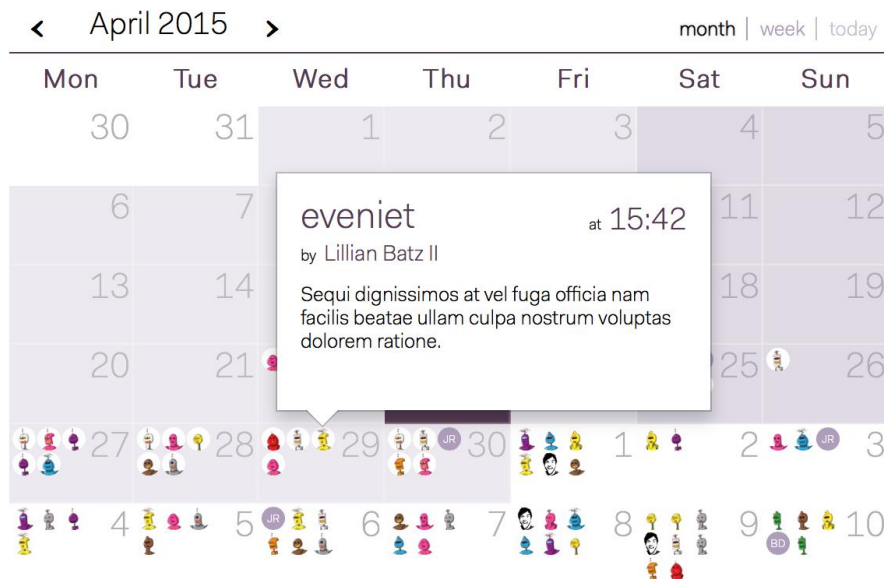 < April 2015 > month | week | today
Mon Tue Wed Thu Fri Sat Sun
30 31 1 2 3 4 5
6 7 11 12
eveniet at 15:42
by Lillian Batz II
13 14 18 19
Sequi dignissimos at vel fuga officia nam
facilis beatae ullam culpa nostrum voluptas
dolorem ratione.
20 21 25 26
27 28 29 JR 30 1 2 JR 3
4 5 JR 6 7 8 9 10
BD